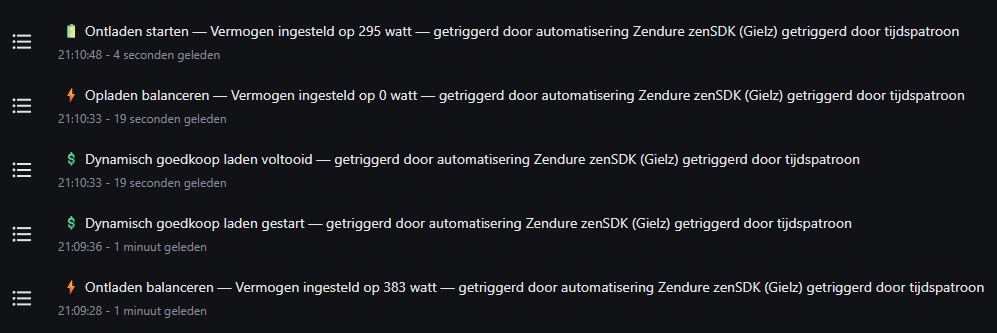 Ontladen starten — Vermogen ingesteld op 295 watt — getriggerd door automatisering Zendure zenSDK (Gielz) getriggerd door tijdspatroon
21:10:48 - 4 seconden geleden
Opladen balanceren — Vermogen ingesteld op 0 watt — getriggerd door automatisering Zendure zenSDK (Gielz) getriggerd door tijdspatroon
21:10:33 - 19 seconden geleden
Dynamisch goedkoop laden voltooid — getriggerd door automatisering Zendure zenSDK (Gielz) getriggerd door tijdspatroon
21:10:33 - 19 seconden geleden
Dynamisch goedkoop laden gestart — getriggerd door automatisering Zendure zenSDK (Gielz) getriggerd door tijdspatroon
21:09:36 - 1 minuut geleden
Ontladen balanceren — Vermogen ingesteld op 383 watt — getriggerd door automatisering Zendure zenSDK (Gielz) getriggerd door tijdspatroon
21:09:28 - 1 minuut geleden